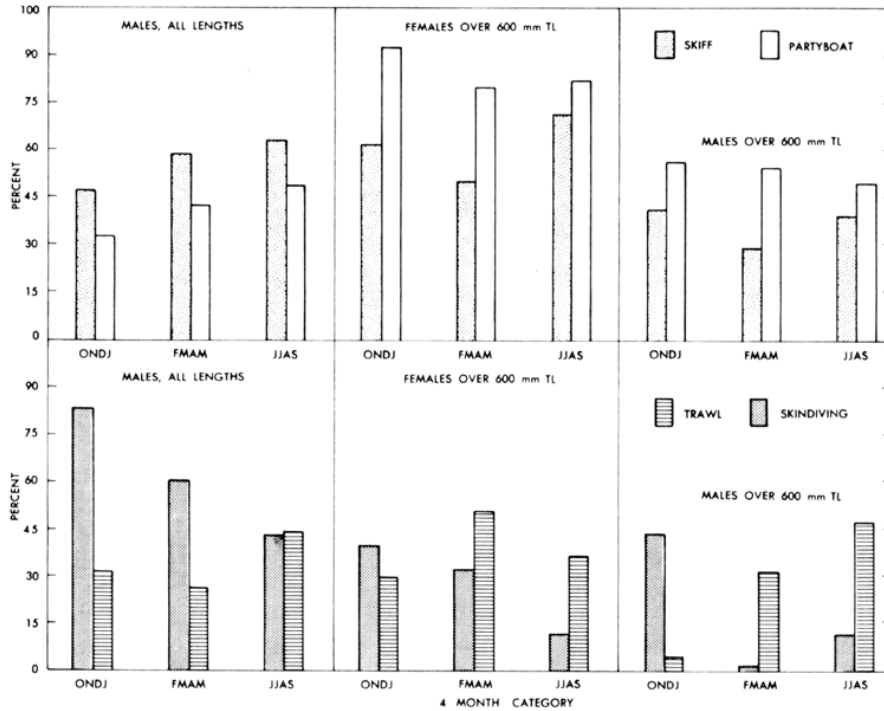 100
90
75
60
45
30
15
0
PERCENT
MALES, ALL LENGTHS
FEMALES OVER 600 mm TL
SKIFF PARTYBOAT
MALES OVER 600 mm TL
ONDJ FMAM JJAS
ONDJ FMAM JJAS
ONDJ FMAM JJAS
90
75
60
45
30
15
0
PERCENT
MALES, ALL LENGTHS
FEMALES OVER 600 mm TL
TRAWL SKINDIVING
MALES OVER 600 mm TL
ONDJ FMAM JJAS
ONDJ FMAM JJAS
ONDJ FMAM JJAS
4 MONTH CATEGORY